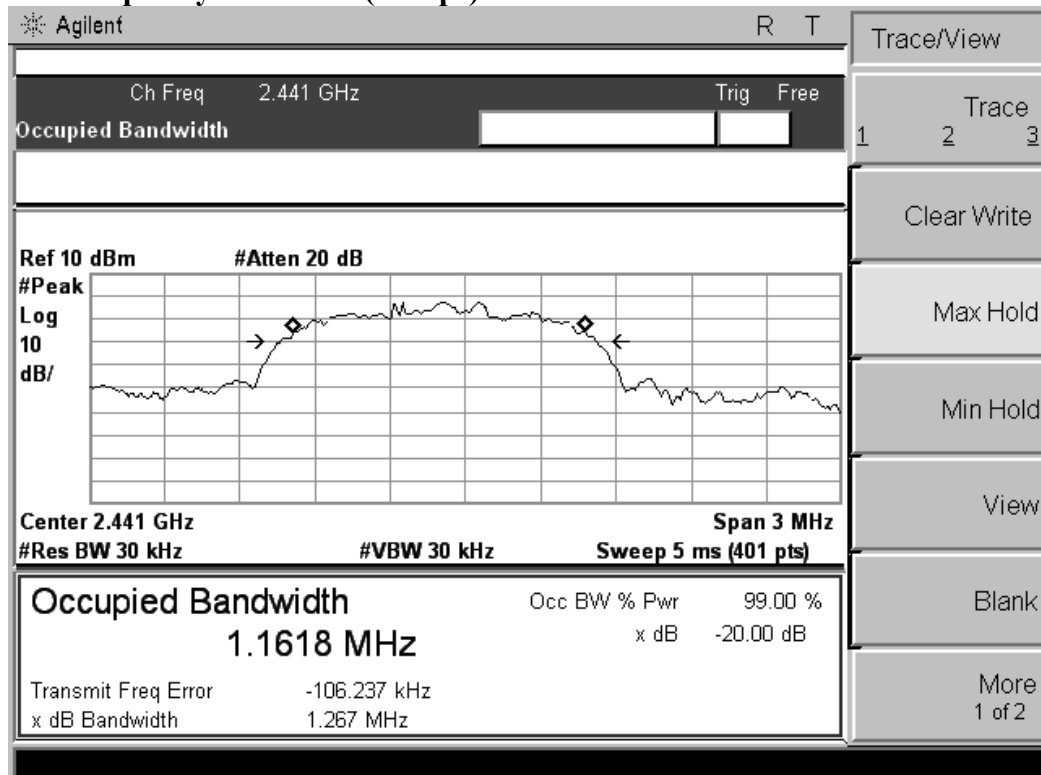 Agilent R T
Trace/View
Ch Freq 2.441 GHz Trig Free
Occupied Bandwidth
Trace
1 2 3
Clear Write
Ref 10 dBm #Atten 20 dB
#Peak
Log
10
dB/
Max Hold
Min Hold
View
Center 2.441 GHz Span 3 MHz
#Res BW 30 kHz #VBW 30 kHz Sweep 5 ms (401 pts)
Occupied Bandwidth Occ BW % Pwr 99.00 %
1.1618 MHz x dB -20.00 dB
Blank
Transmit Freq Error -106.237 kHz
x dB Bandwidth 1.267 MHz
More
1 of 2